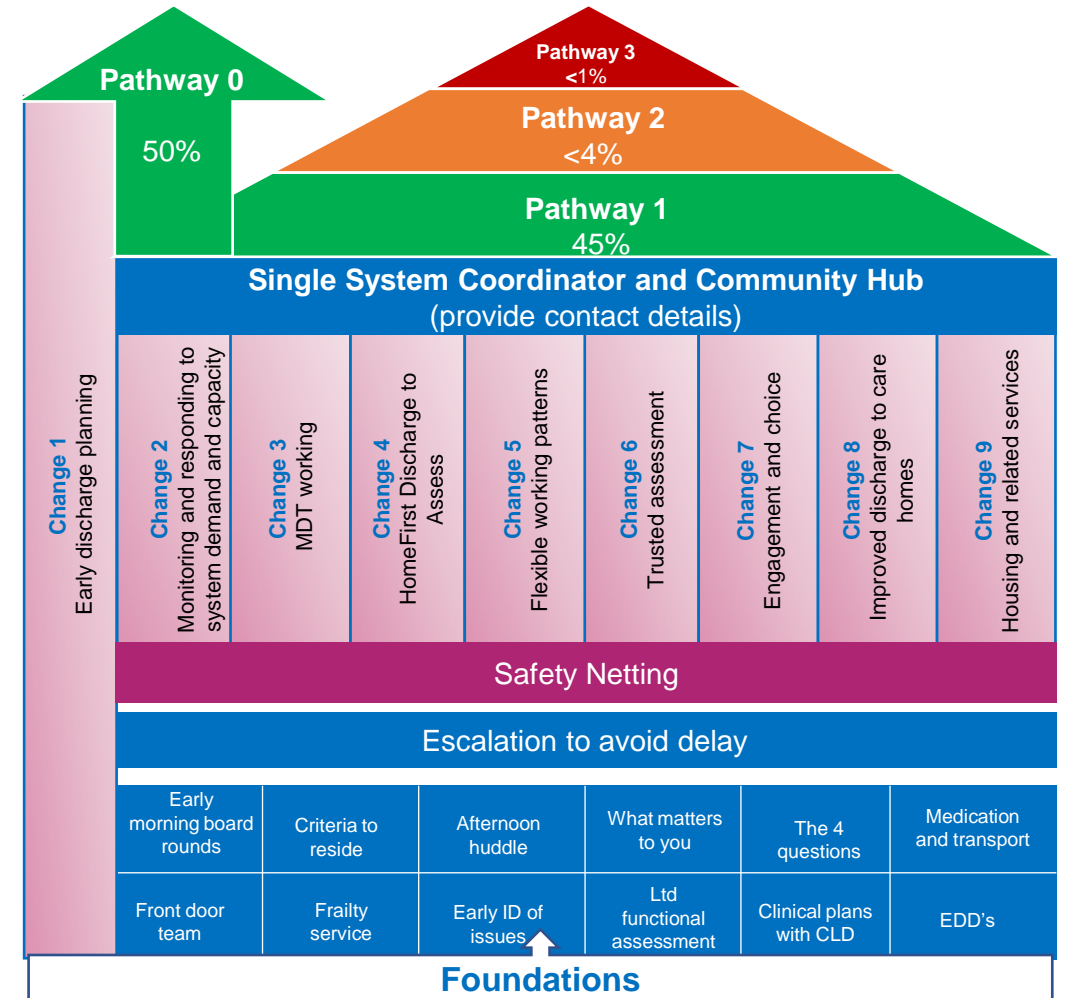 Pathway 0
50%
Pathway 3
<1%
Pathway 2
<4%
Pathway 1
45%
Single System Coordinator and Community Hub
(provide contact details)
Change 1
Early discharge planning
Change 2
Monitoring and responding to
system demand and capacity
Change 3
MDT working
Change 4
HomeFirst Discharge to
Assess
Change 5
Flexible working patterns
Change 6
Trusted assessment
Change 7
Engagement and choice
Change 8
Improved discharge to care
homes
Change 9
Housing and related services
Safety Netting
Escalation to avoid delay
Early
morning board
rounds
Criteria to
reside
Afternoon
huddle
What matters
to you
The 4
questions
Medication
and transport
Front door
team
Frailty
service
Early ID of
issues
Ltd
functional
assessment
Clinical plans
with CLD
EDD's
Foundations